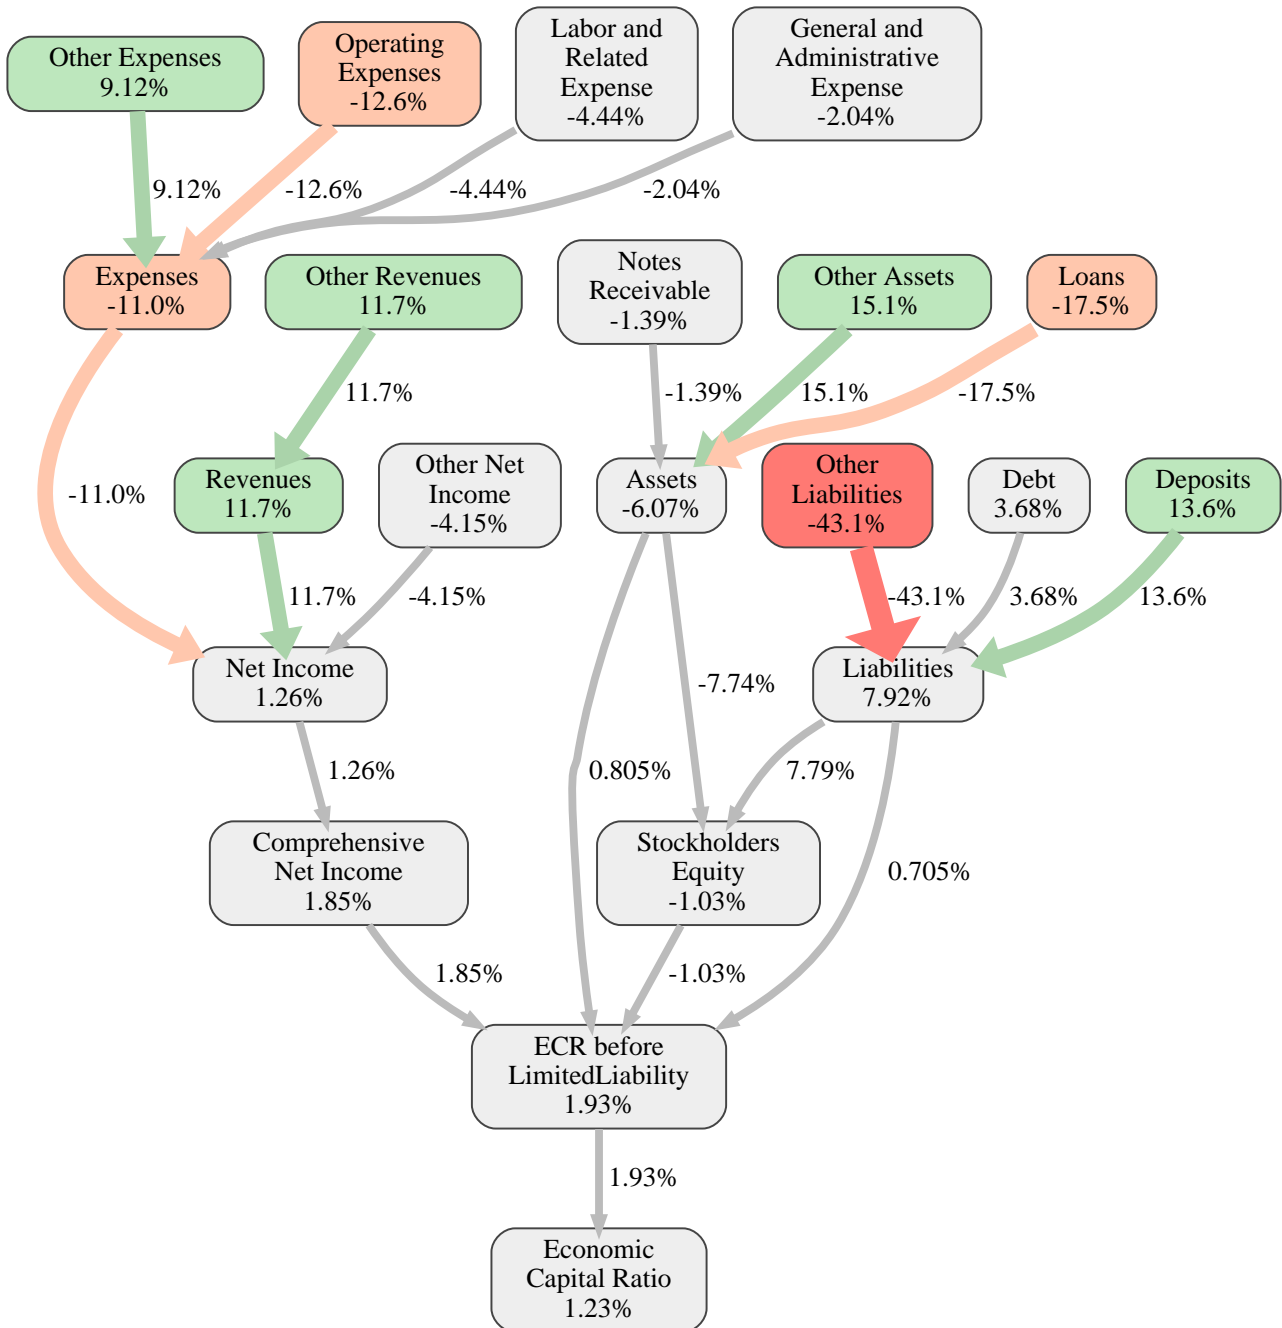 Other Expenses
9.12%
Operating
Expenses
-12.6%
Labor and
Related
Expense
-4.44%
General and
Administrative
Expense
-2.04%
9.12%
-12.6%
-4.44%
-2.04%
Expenses
-11.0%
Other Revenues
11.7%
Notes
Receivable
-1.39%
Other Assets
15.1%
Loans
-17.5%
11.7%
-1.39%
15.1%
-17.5%
-11.0%
Revenues
11.7%
Other Net
Income
-4.15%
Assets
-6.07%
Other
Liabilities
-43.1%
Debt
3.68%
Deposits
13.6%
11.7%
-4.15%
-43.1%
3.68%
13.6%
Net Income
1.26%
-7.74%
Liabilities
7.92%
1.26%
0.805%
7.79%
Comprehensive
Net Income
1.85%
Stockholders
Equity
-1.03%
0.705%
1.85%
-1.03%
ECR before
LimitedLiability
1.93%
1.93%
Economic
Capital Ratio
1.23%